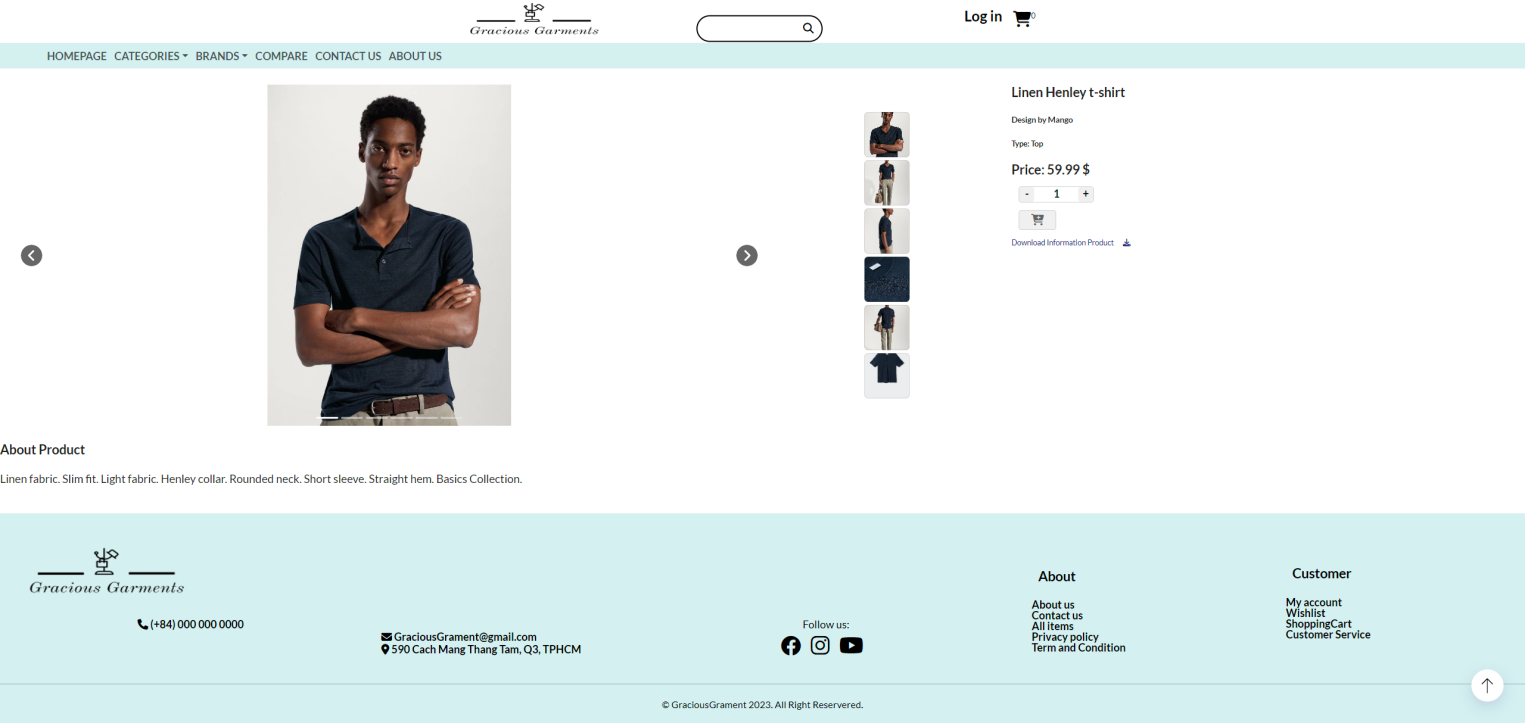 Gracious Garments
Log in
0
HOMEPAGE CATEGORIES BRANDS COMPARE CONTACT US ABOUT US
Linen Henley t-shirt
Design by Mango
Type: Top
Price: 59.99 $
- 1 +
Download Information Product
About Product
Linen fabric. Slim fit. Light fabric. Henley collar. Rounded neck. Short sleeve. Straight hem. Basics Collection.
Gracious Garments
(+84) 000 000 0000
GraciousGrament@gmail.com
590 Cach Mang Thang Tam, Q3, TPHCM
Follow us:
About
About us
Contact us
All items
Privacy policy
Term and Condition
Customer
My account
Wishlist
ShoppingCart
Customer Service
© GraciousGrament 2023. All Right Reservered.